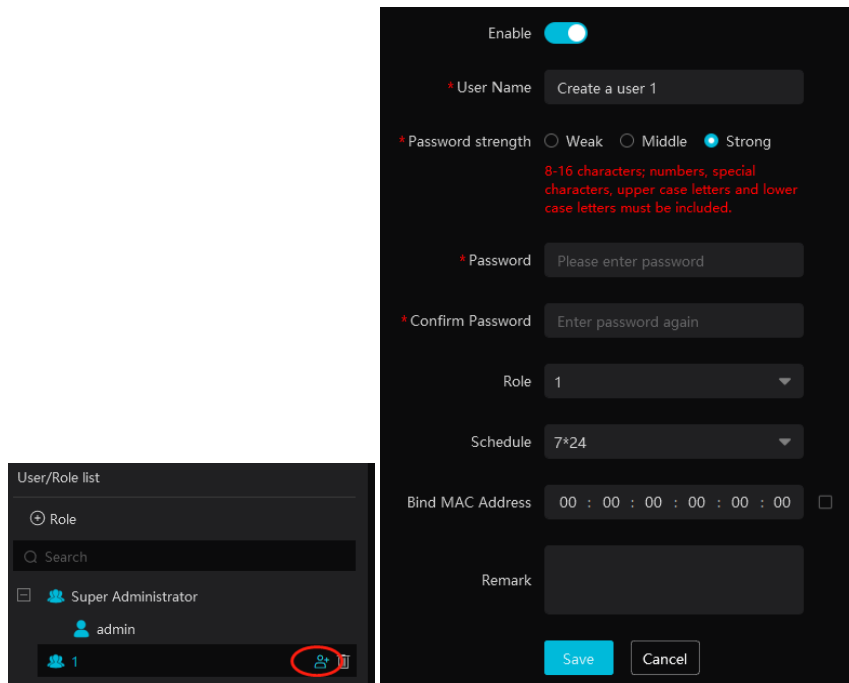 User/Role list
Role
Search
Super Administrator
admin
1
Enable
* User Name Create a user 1
* Password strength Weak Middle Strong
8-16 characters; numbers, special
characters, upper case letters and lower
case letters must be included.
* Password Please enter password
* Confirm Password Enter password again
Role 1
Schedule 7*24
Bind MAC Address 00 : 00 : 00 : 00 : 00 : 00
Remark
Save Cancel